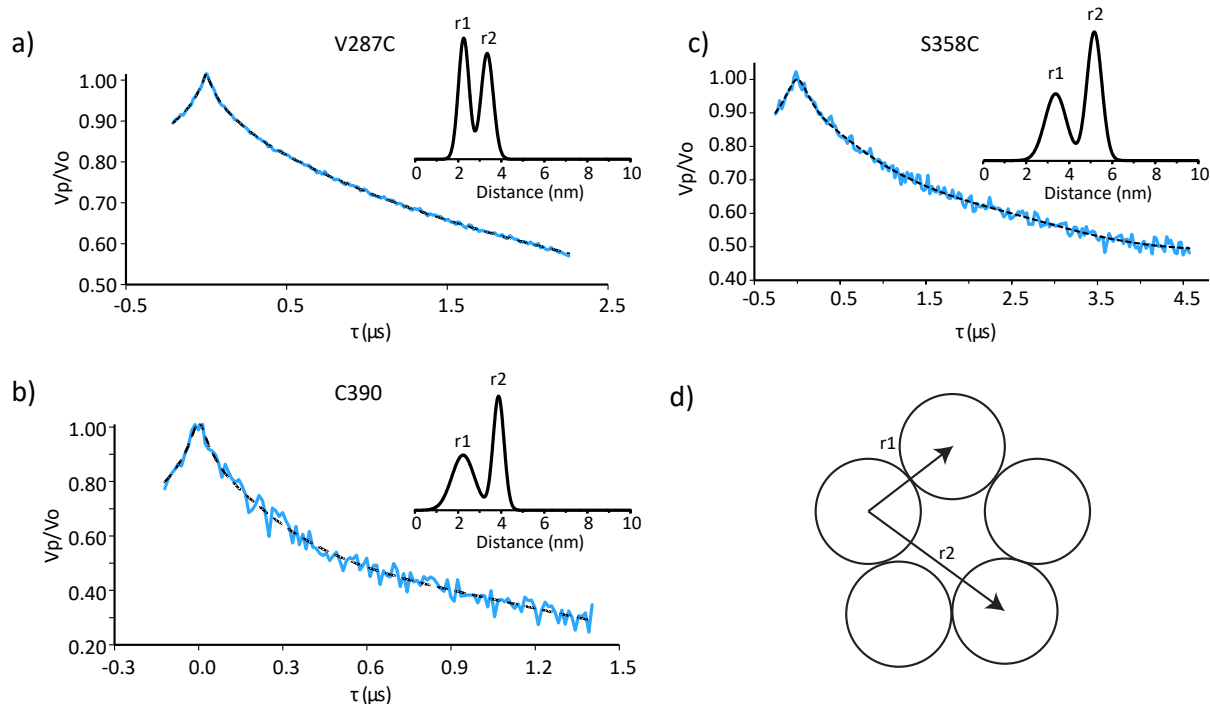 a)
V287C
r1
r2
1.00
0.90
0.80
0.70
0.60
0.50
Vp/Vo
-0.5
0.5
1.5
2.5
τ (μs)
0 2 4 6 8 10
Distance (nm)
c)
S358C
r2
r1
1.00
0.90
0.80
0.70
0.60
0.50
0.40
Vp/Vo
-0.5 0.5 1.5 2.5 3.5 4.5
τ (μs)
0 2 4 6 8 10
Distance (nm)
b)
C390
r2
r1
1.00
0.80
0.60
0.40
0.20
Vp/Vo
-0.3 0.0 0.3 0.6 0.9 1.2 1.5
τ (μs)
0 2 4 6 8 10
Distance (nm)
d)
r1
r2